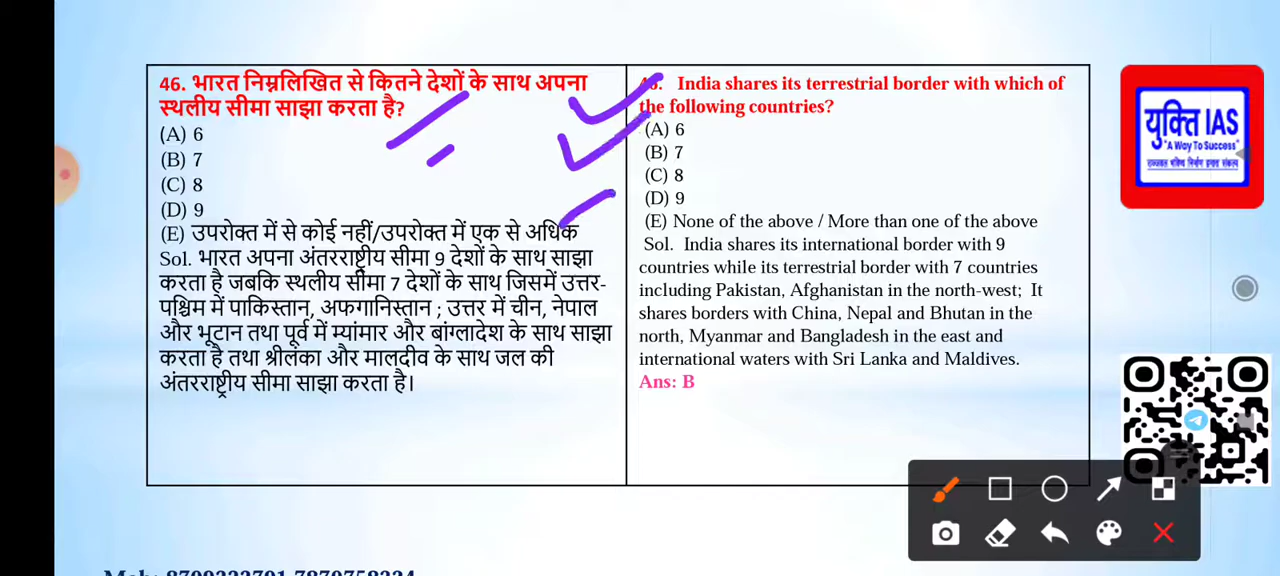 46. भारत निम्नलिखित से कितने देशों के साथ अपना
स्थलीय सीमा साझा करता है?
(A) 6
(B) 7
(C) 8
(D) 9
(E) उपरोक्त में से कोई नहीं/उपरोक्त में एक से अधिक
Sol. भारत अपना अंतरराष्ट्रीय सीमा 9 देशों के साथ साझा
करता है जबकि स्थलीय सीमा 7 देशों के साथ जिसमें उत्तर-
पश्चिम में पाकिस्तान, अफगानिस्तान ; उत्तर में चीन, नेपाल
और भूटान तथा पूर्व में म्यांमार और बांग्लादेश के साथ साझा
करता है तथा श्रीलंका और मालदीव के साथ जल की
अंतरराष्ट्रीय सीमा साझा करता है।
India shares its terrestrial border with which of
the following countries?
(A) 6
(B) 7
(C) 8
(D) 9
(E) None of the above / More than one of the above
Sol. India shares its international border with 9
countries while its terrestrial border with 7 countries
including Pakistan, Afghanistan in the north-west; It
shares borders with China, Nepal and Bhutan in the
north, Myanmar and Bangladesh in the east and
international waters with Sri Lanka and Maldives.
Ans: B
युक्ति IAS
"A Way To Success"